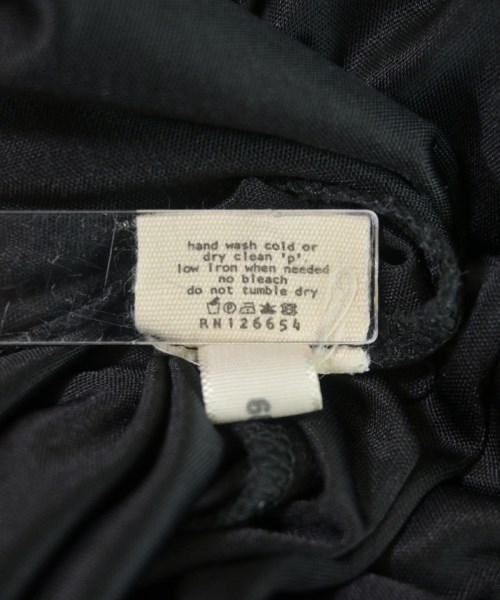 hand wash cold or
dry clean 'p'.
low iron when needed
no bleach
do not tumble dry
RN126654